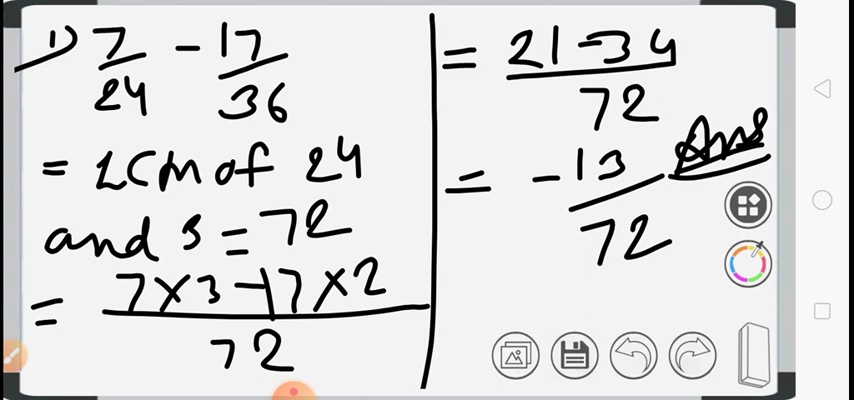 1) 7/24 - 17/36
= LCM of 24
and 3 = 72
= 7×3-17×2/72
= 21-34/72
= -13/72 Ans